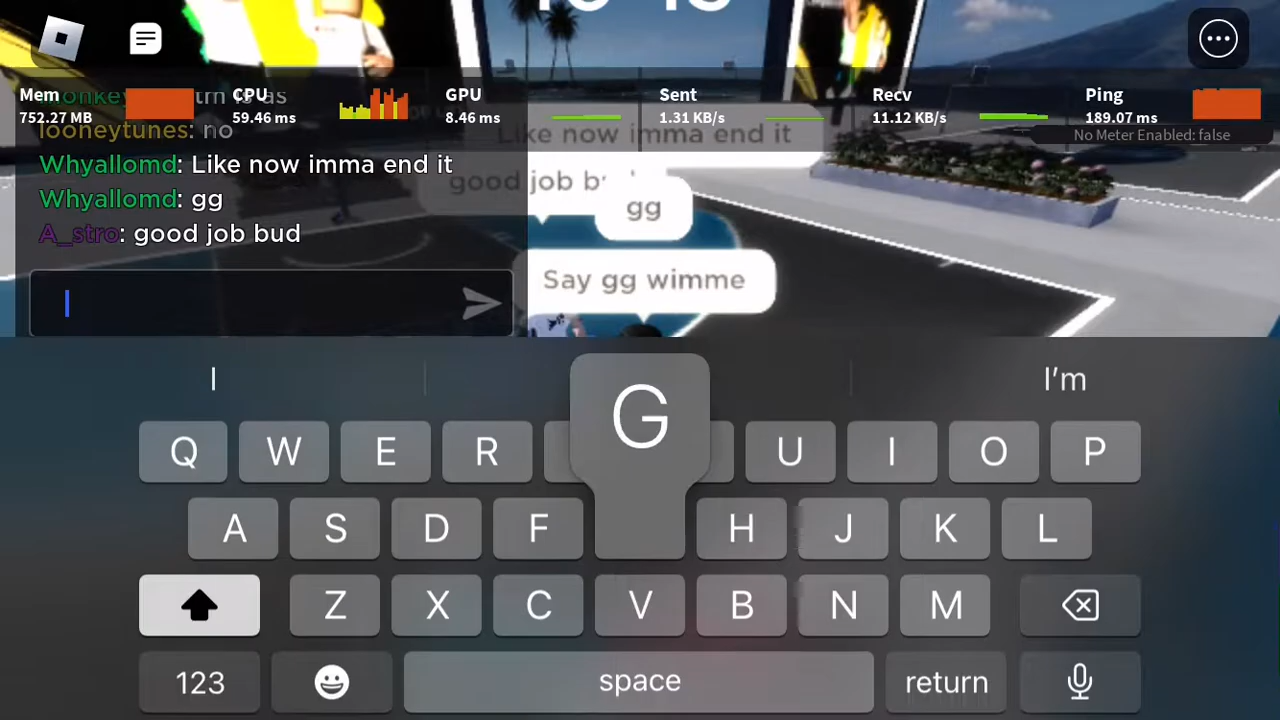 Mem
752.27 MB
CPU
59.46 ms
GPU
8.46 ms
Sent
1.31 KB/s
Recv
11.12 KB/s
Ping
189.07 ms
No Meter Enabled: false
looneytunes: no
Whyallomd: Like now imma end it
Whyallomd: gg
A_stro: good job bud
Like now imma end it
good job
gg
Say gg wimme
I
I'm
G
Q W E R U I O P
A S D F H J K L
Z X C V B N M
123
space
return